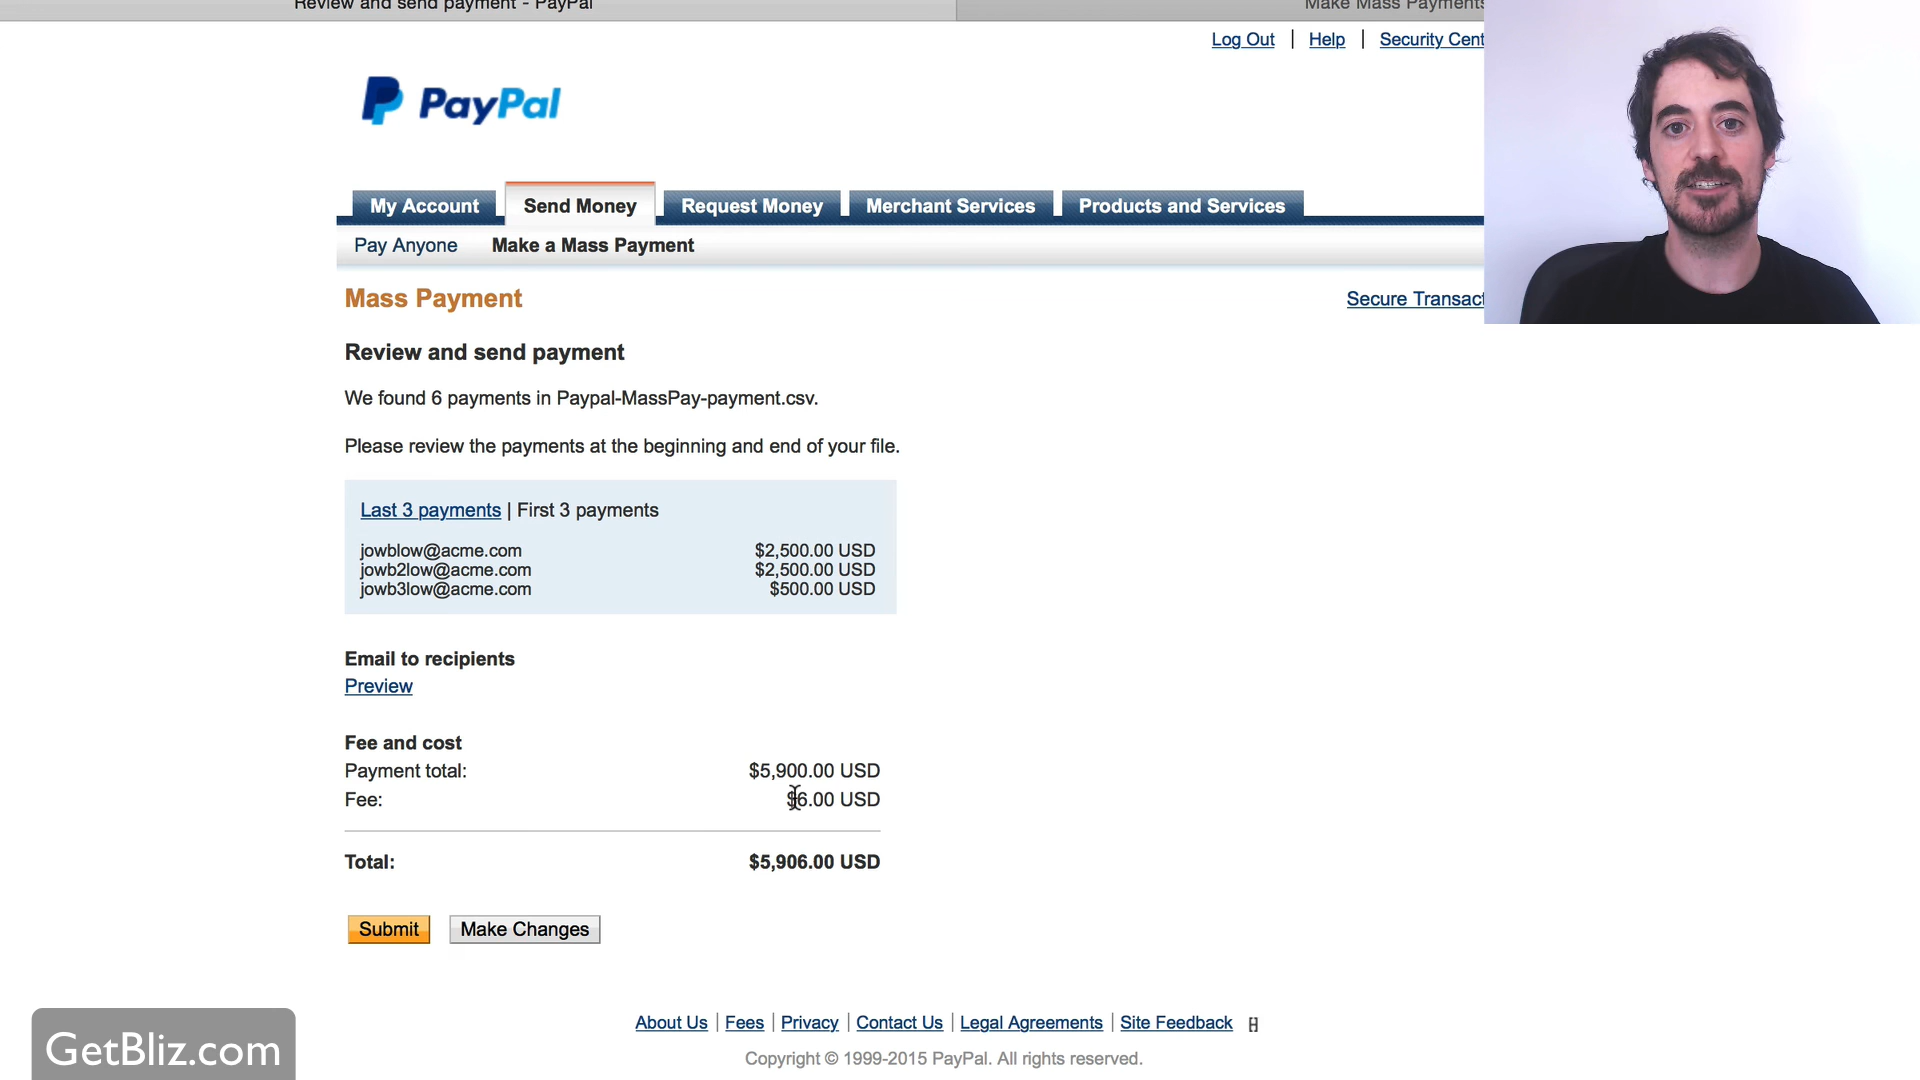 Review and send payment - PayPal
Make Mass Payments
Log Out | Help | Security Cent
PayPal
My Account
Send Money
Request Money
Merchant Services
Products and Services
Pay Anyone
Make a Mass Payment
Mass Payment
Secure Transact
Review and send payment
We found 6 payments in Paypal-MassPay-payment.csv.
Please review the payments at the beginning and end of your file.
Last 3 payments | First 3 payments
jowblow@acme.com $2,500.00 USD
jowb2low@acme.com $2,500.00 USD
jowb3low@acme.com $500.00 USD
Email to recipients
Preview
Fee and cost
Payment total: $5,900.00 USD
Fee: $6.00 USD
Total: $5,906.00 USD
Submit
Make Changes
About Us | Fees | Privacy | Contact Us | Legal Agreements | Site Feedback
Copyright © 1999-2015 PayPal. All rights reserved.
GetBliz.com